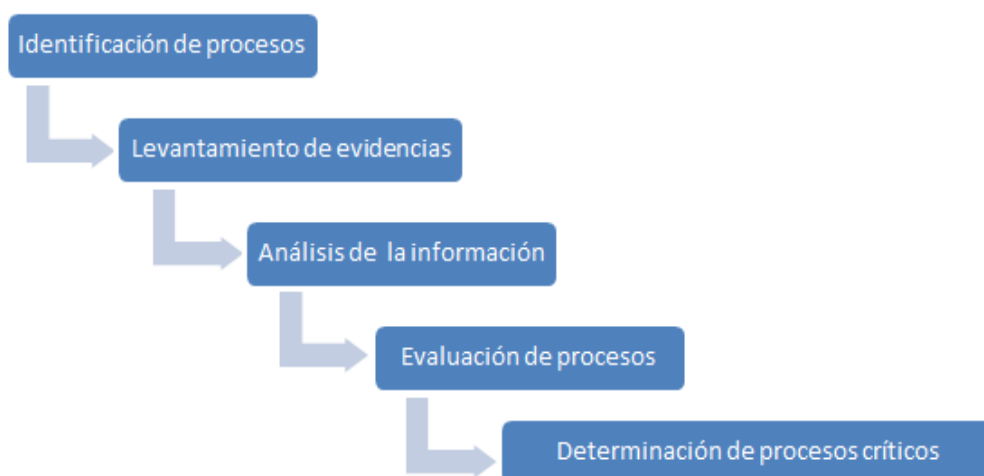 Identificación de procesos
Levantamiento de evidencias
Análisis de la información
Evaluación de procesos
Determinación de procesos críticos